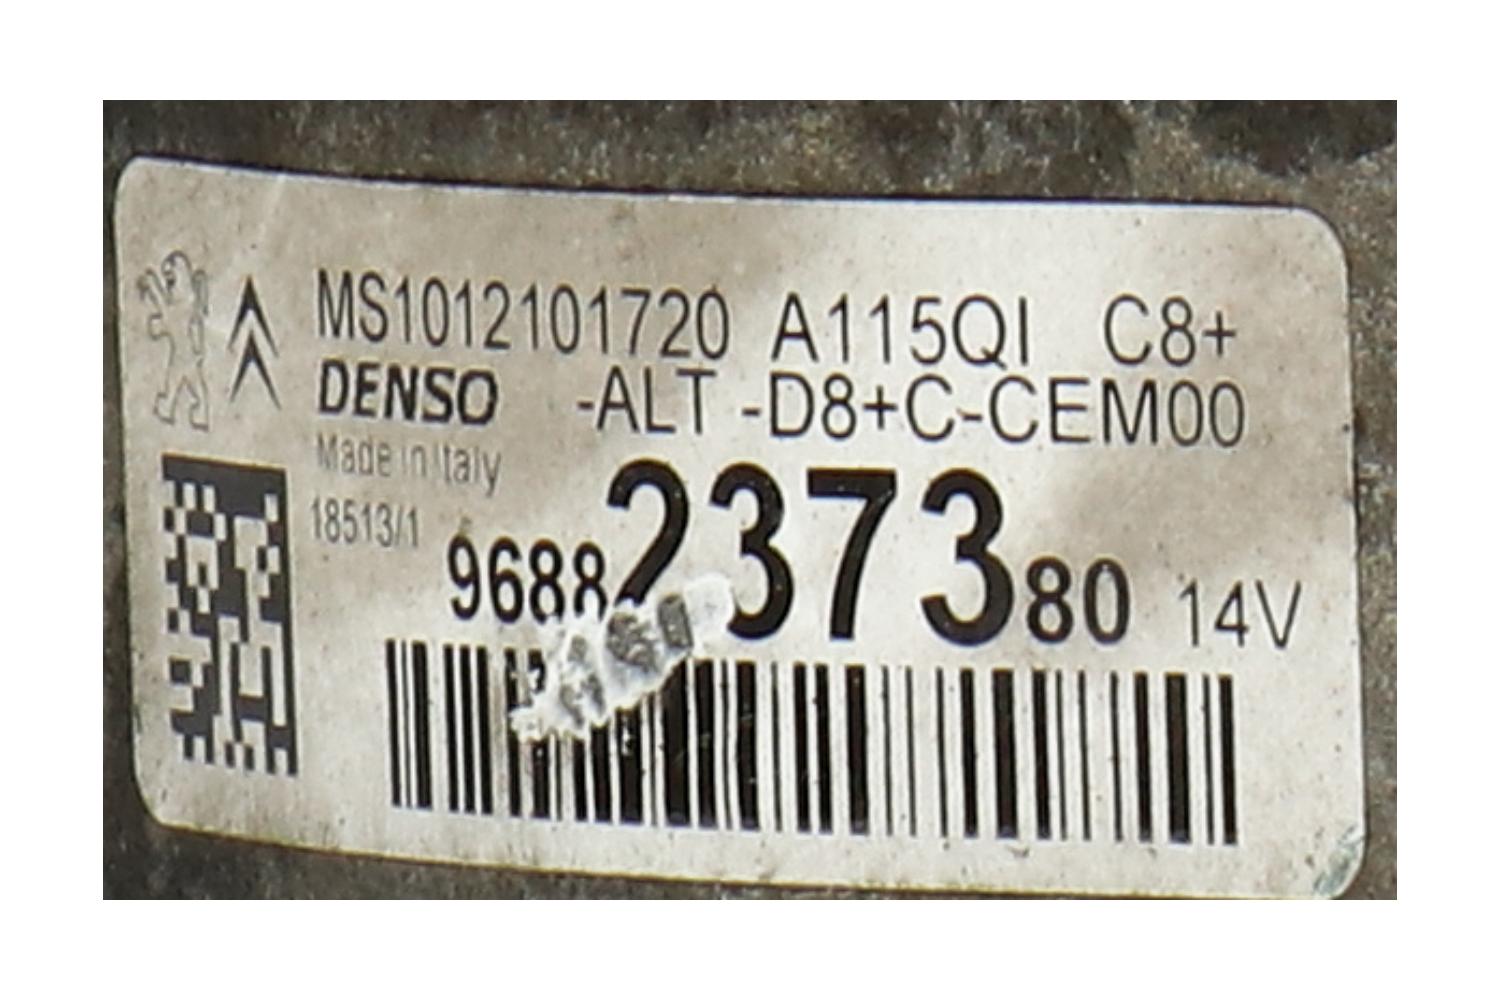 MS1012101720 A115QI C8+
DENSO -ALT -D8+C-CEM00
Made in Italy
18513/1
9688237380 14V